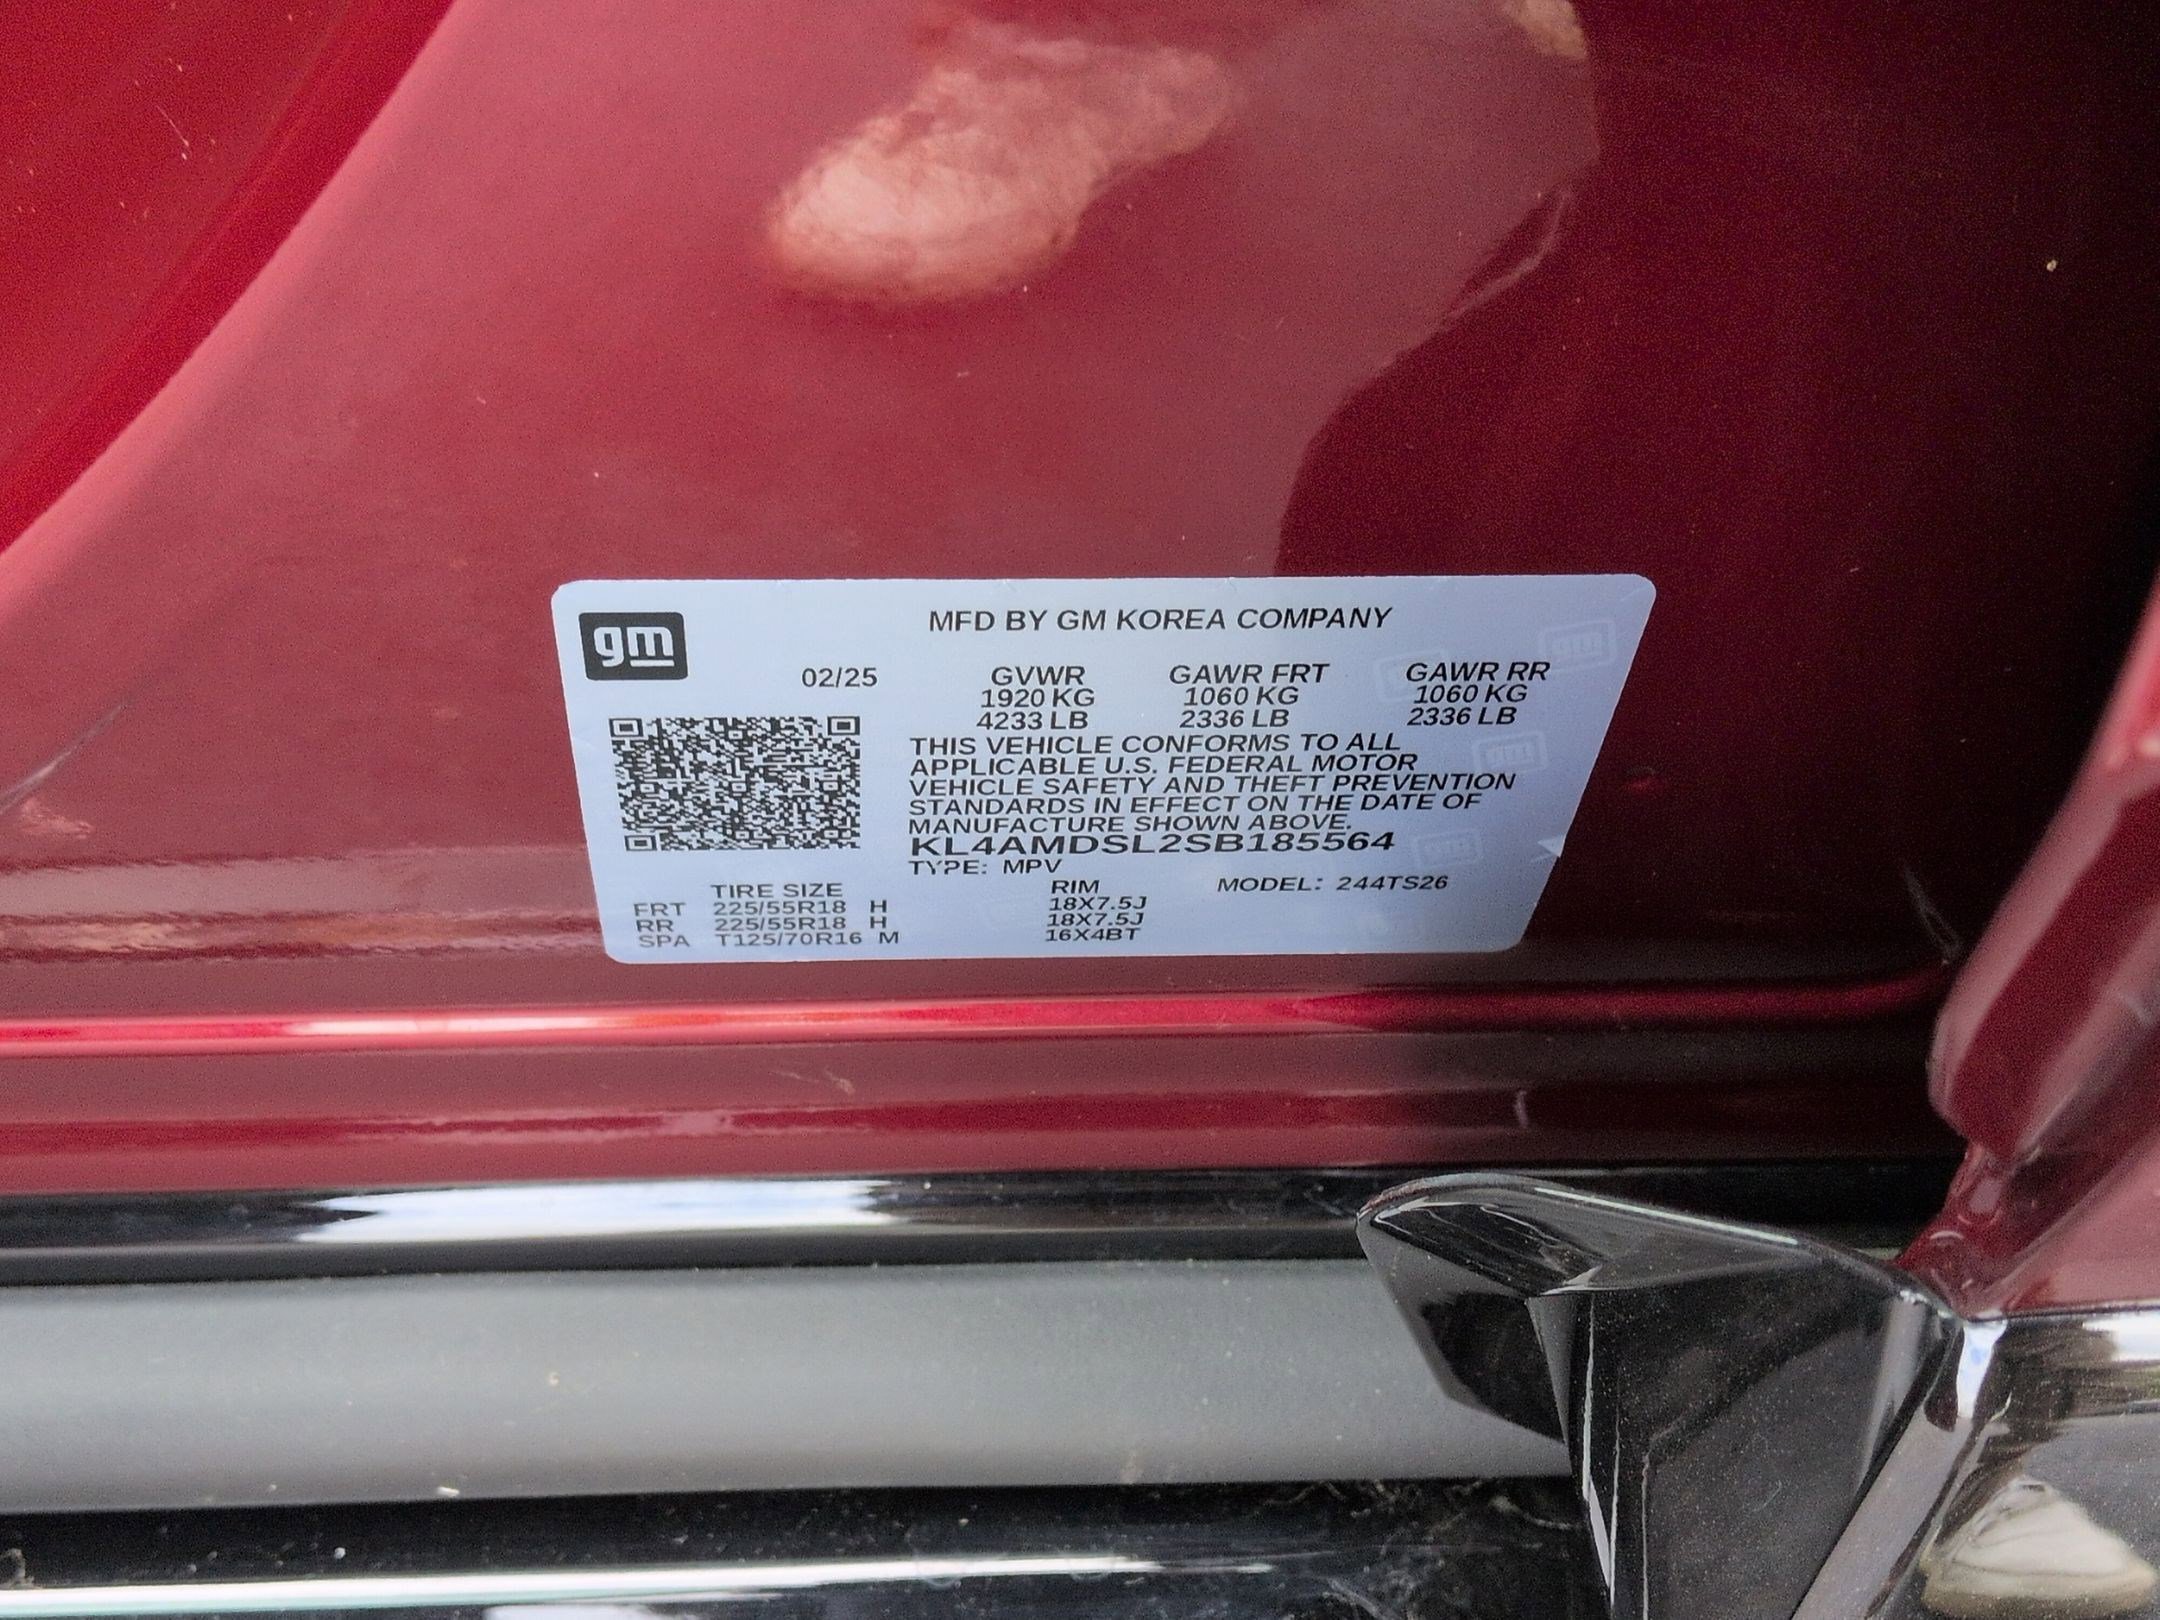 gm
MFD BY GM KOREA COMPANY
02/25 GVWR GAWR FRT GAWR RR
1920 KG 1060 KG 1060 KG
4233 LB 2336 LB 2336 LB
THIS VEHICLE CONFORMS TO ALL
APPLICABLE U.S. FEDERAL MOTOR
VEHICLE SAFETY AND THEFT PREVENTION
STANDARDS IN EFFECT ON THE DATE OF
MANUFACTURE SHOWN ABOVE.
KL4AMDSL2SB185564
TYPE: MPV
TIRE SIZE RIM MODEL: 244TS26
FRT 225/55R18 H 18X7.5J
RR 225/55R18 H 18X7.5J
SPA T125/70R16 M 16X4BT